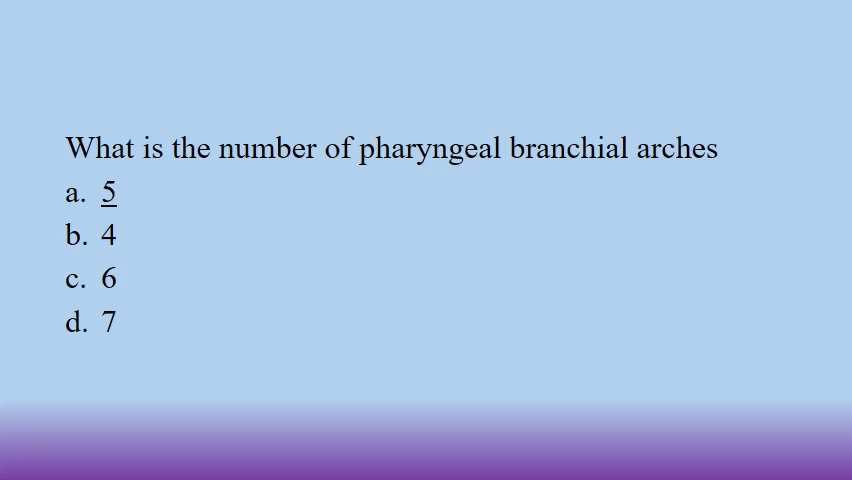 What is the number of pharyngeal branchial arches
a. 5
b. 4
c. 6
d. 7